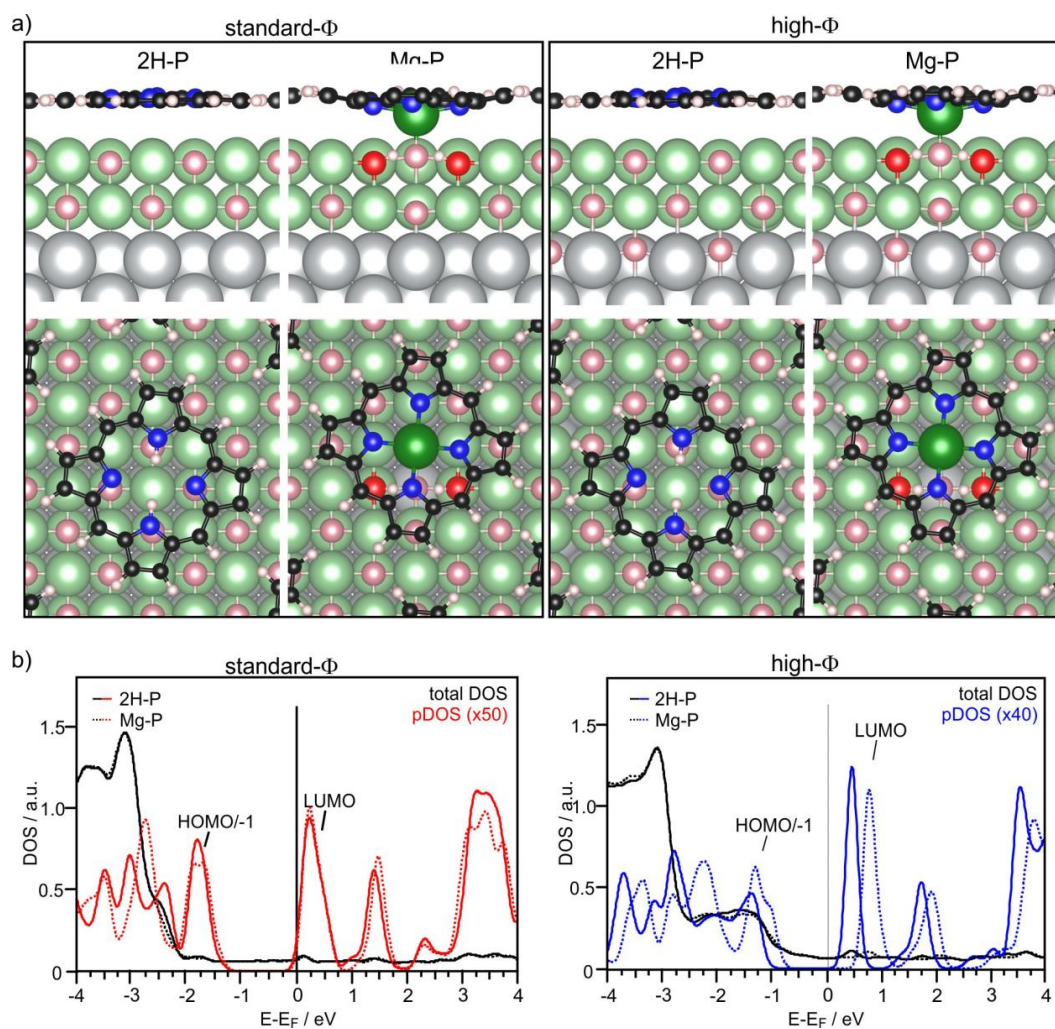 a)
standard-Φ
high-Φ
2H-P
Mg-P
2H-P
Mg-P
b)
standard-Φ
high-Φ
2H-P
Mg-P
total DOS
pDOS (x50)
HOMO/-1
LUMO
DOS / a.u.
1.5
1.0
0.5
0
-4 -3 -2 -1 0 1 2 3 4
E-EF / eV
2H-P
Mg-P
total DOS
pDOS (x40)
LUMO
HOMO/-1
DOS / a.u.
1.5
1.0
0.5
0
-4 -3 -2 -1 0 1 2 3 4
E-EF / eV